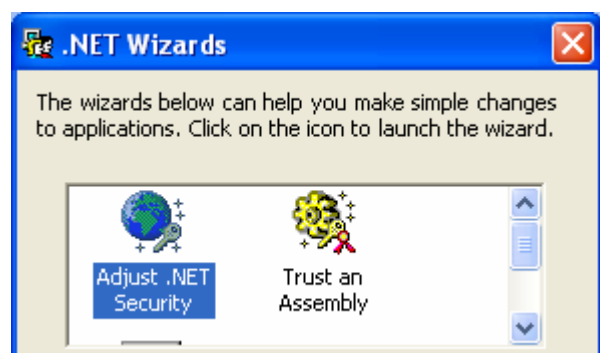 .NET Wizards
The wizards below can help you make simple changes
to applications. Click on the icon to launch the wizard.
Adjust .NET
Security
Trust an
Assembly